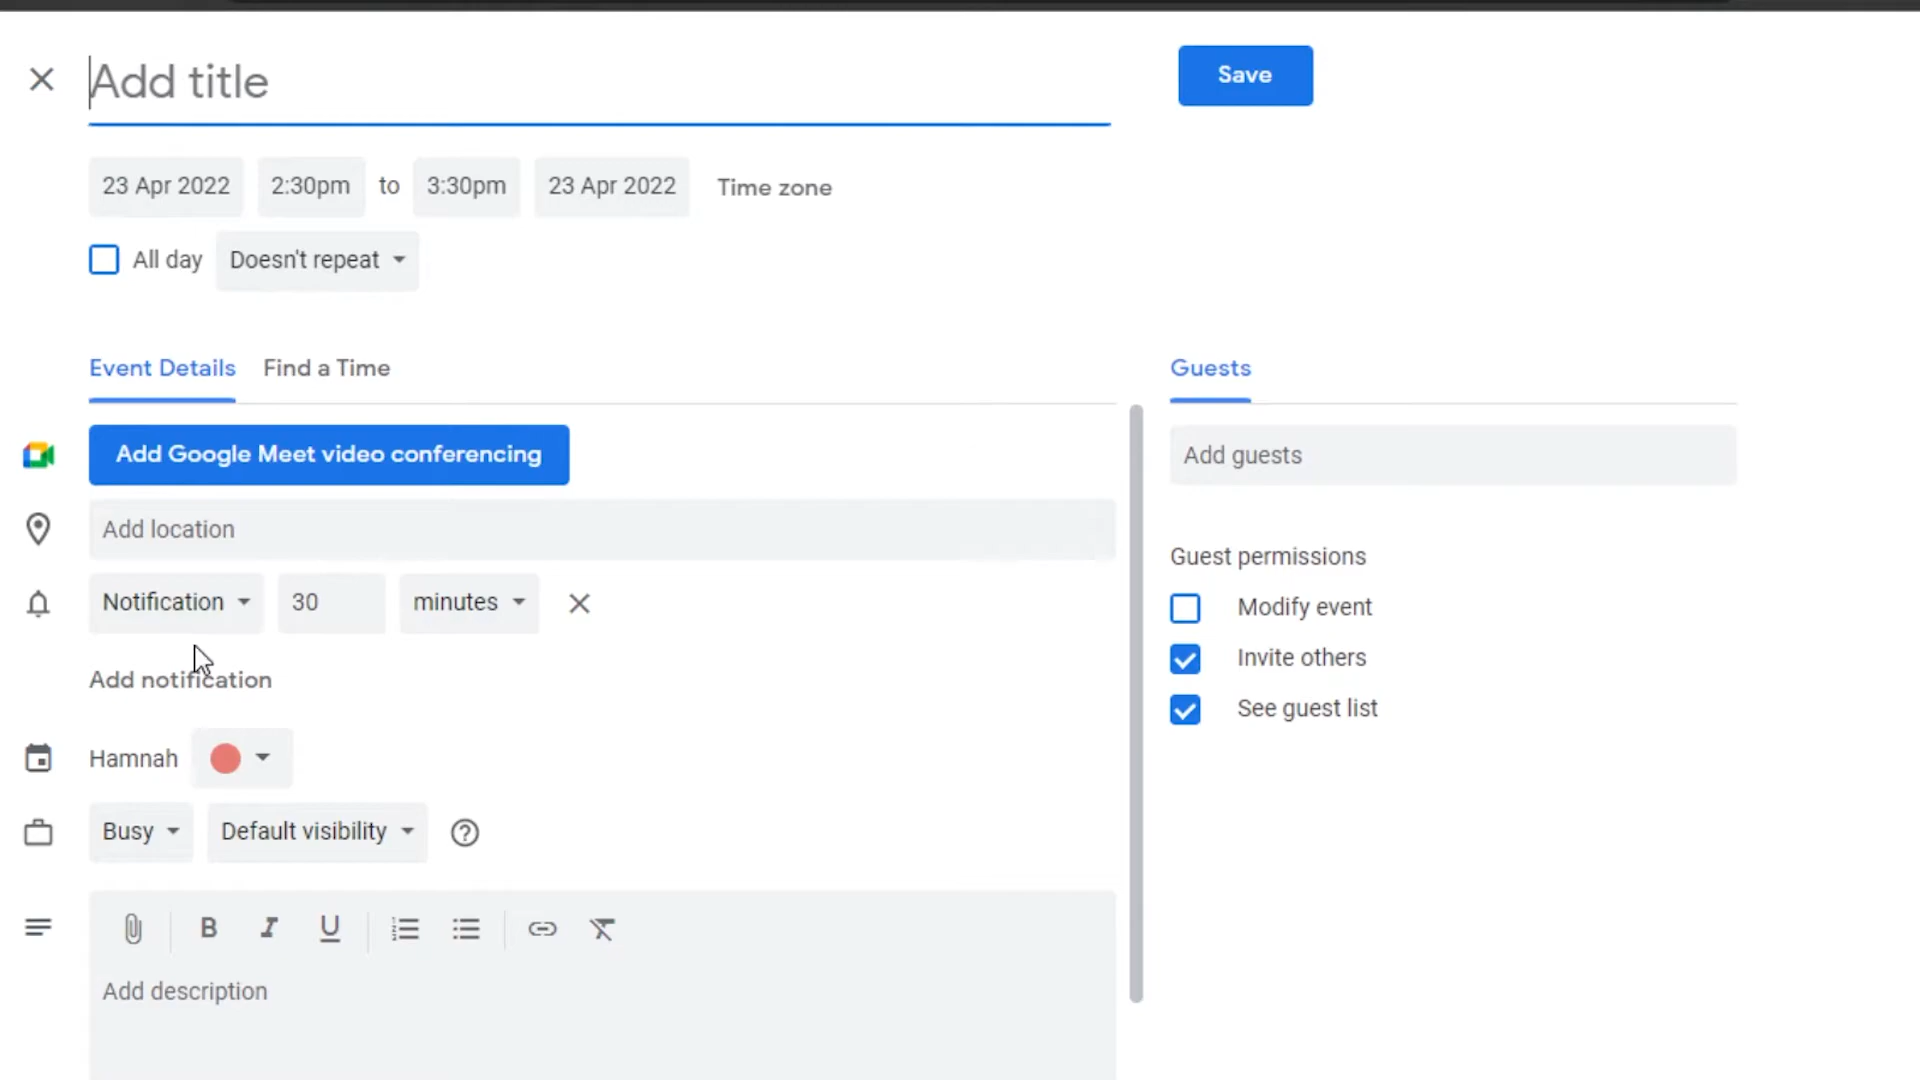 Add title
Save
23 Apr 2022 2:30pm to 3:30pm 23 Apr 2022 Time zone
All day Doesn't repeat
Event Details Find a Time
Guests
Add Google Meet video conferencing
Add guests
Add location
Guest permissions
Notification 30 minutes
Modify event
Invite others
Add notification
See guest list
Hamnah
Busy Default visibility
B I U
Add description